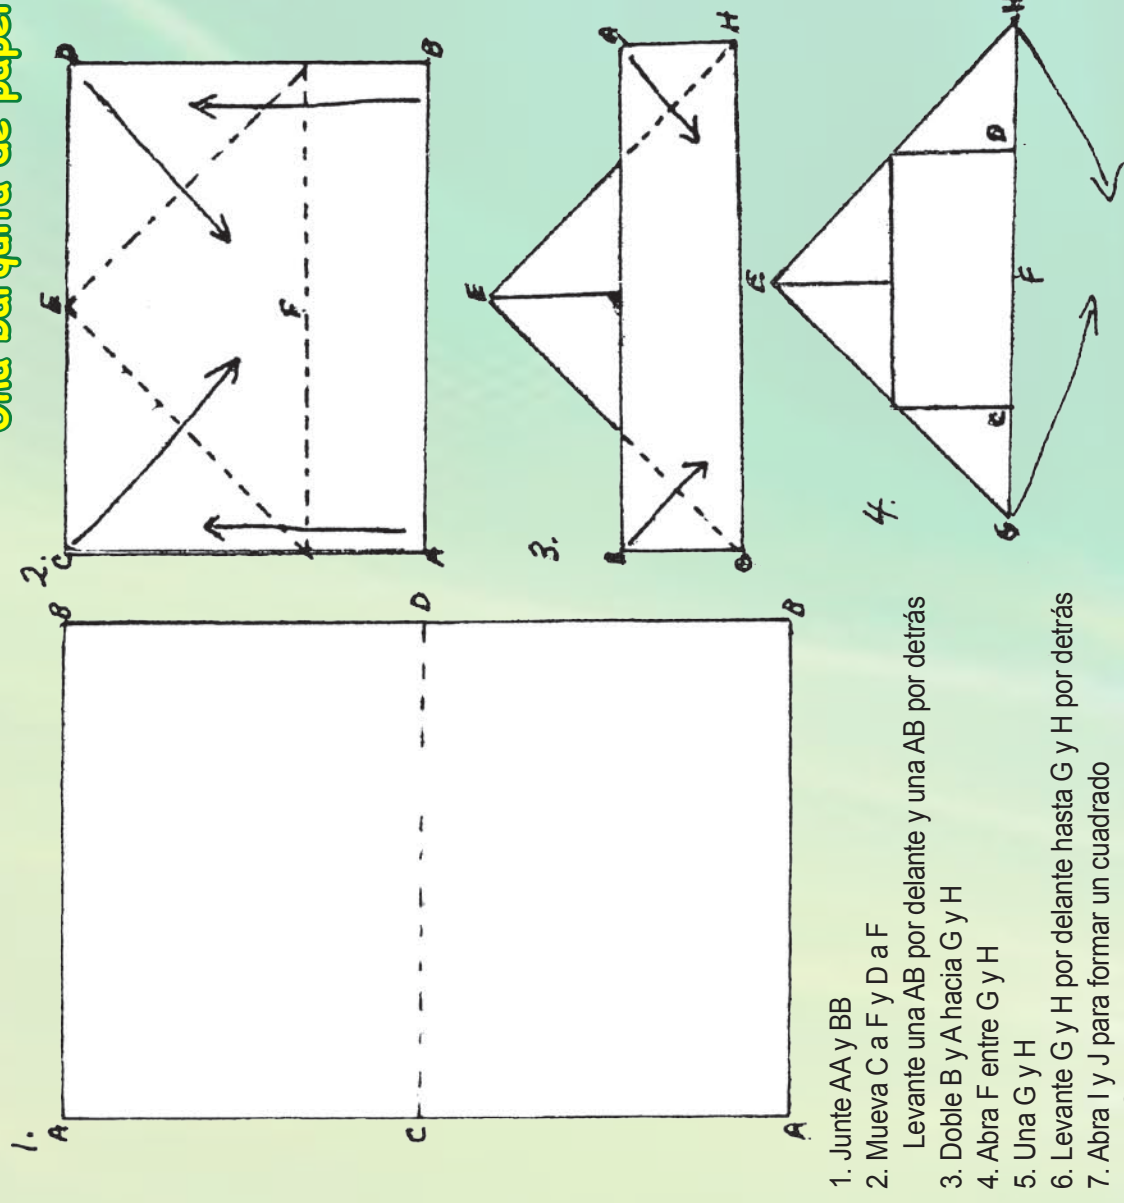 Una barquita de papel
1.
A B
C D
A B
2.
C E D
F
A B
3.
E
B A
G H
4.
E
C D
G F H
1. Junte AA y BB
2. Mueva C a F y D a F
Levante una AB por delante y una AB por detrás
3. Doble B y A hacia G y H
4. Abra F entre G y H
5. Una G y H
6. Levante G y H por delante hasta G y H por detrás
7. Abra I y J para formar un cuadrado